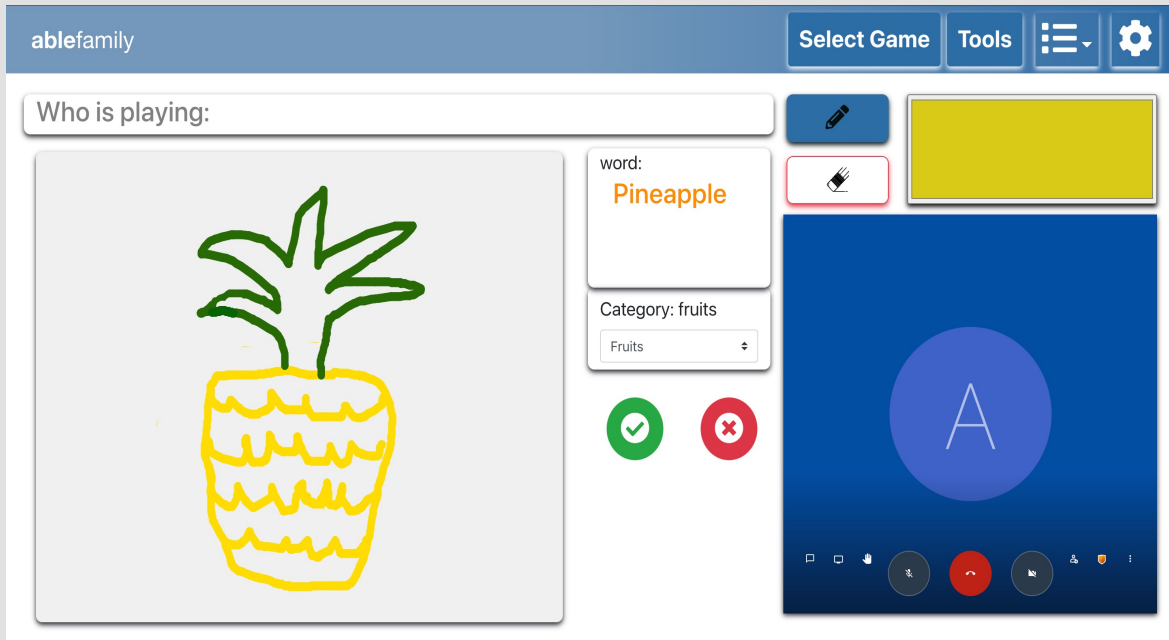 ablefamily
Select Game
Tools
Who is playing:
word:
Pineapple
Category: fruits
Fruits
A